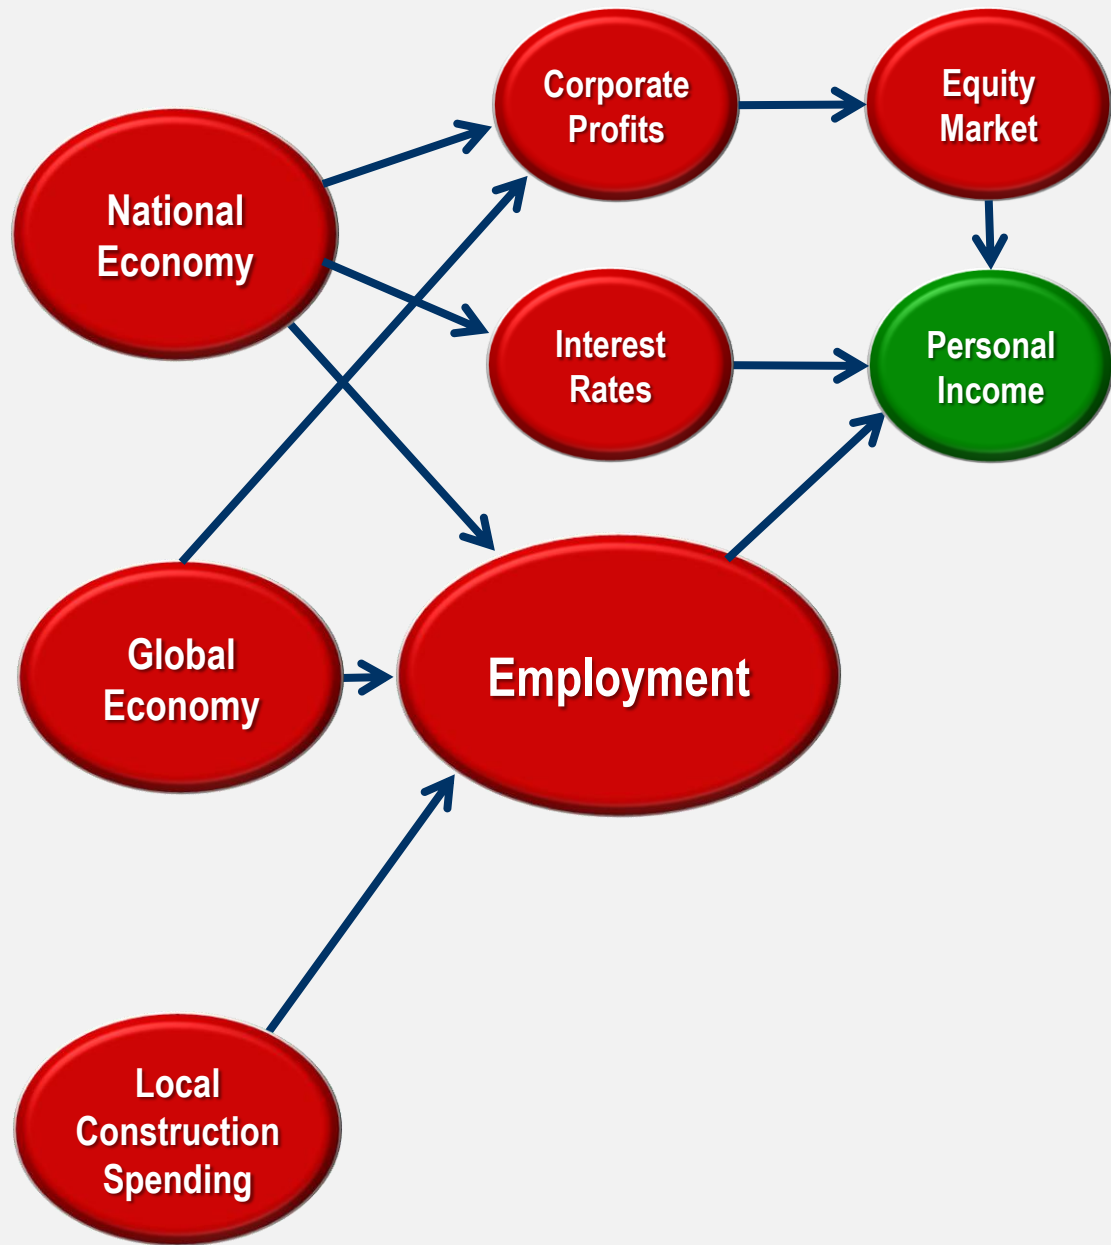 Corporate
Profits
Equity
Market
National
Economy
Interest
Rates
Personal
Income
Global
Economy
Employment
Local
Construction
Spending